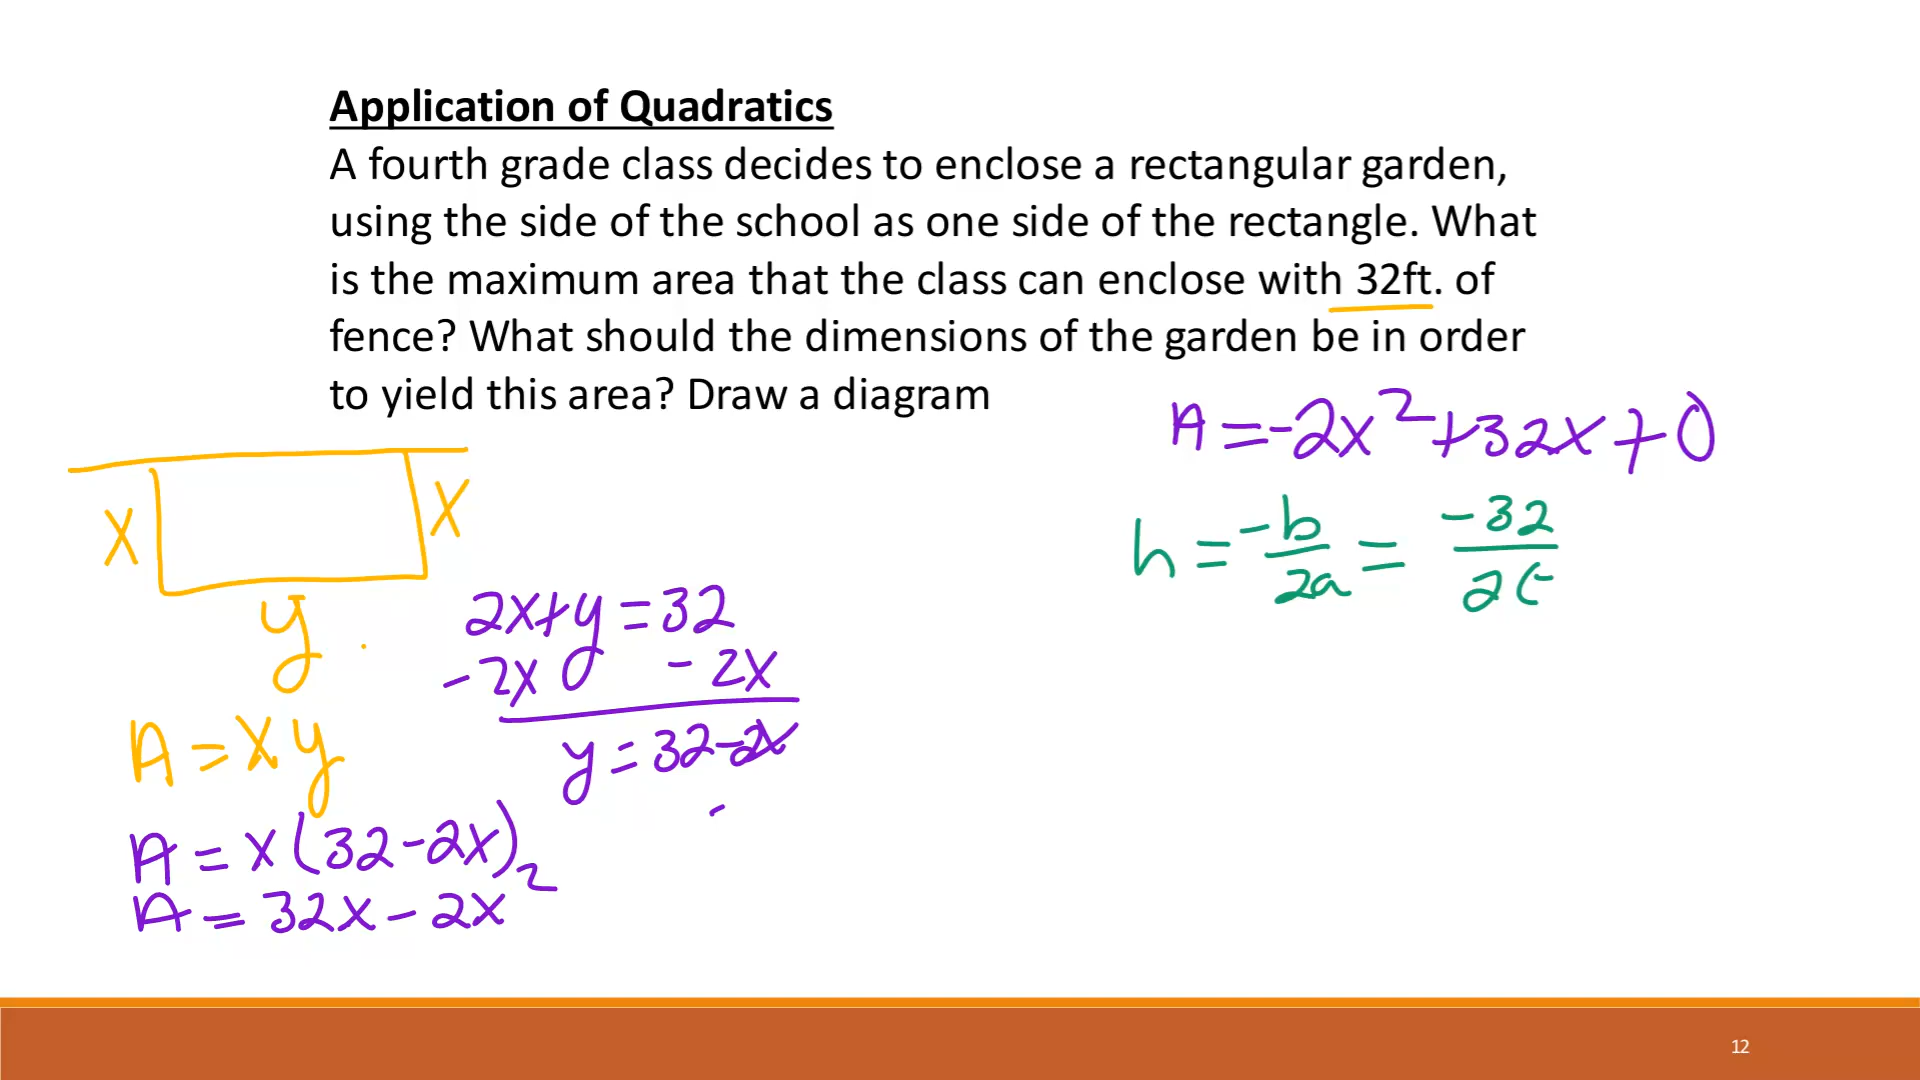 Application of Quadratics
A fourth grade class decides to enclose a rectangular garden,
using the side of the school as one side of the rectangle. What
is the maximum area that the class can enclose with 32ft. of
fence? What should the dimensions of the garden be in order
to yield this area? Draw a diagram
A = -2x² + 32x + 0
h = -b/2a = -32/2(-
x x
y
2x + y = 32
-2x - 2x
y = 32 - 2x
A = xy
A = x(32 - 2x)
A = 32x - 2x²
12